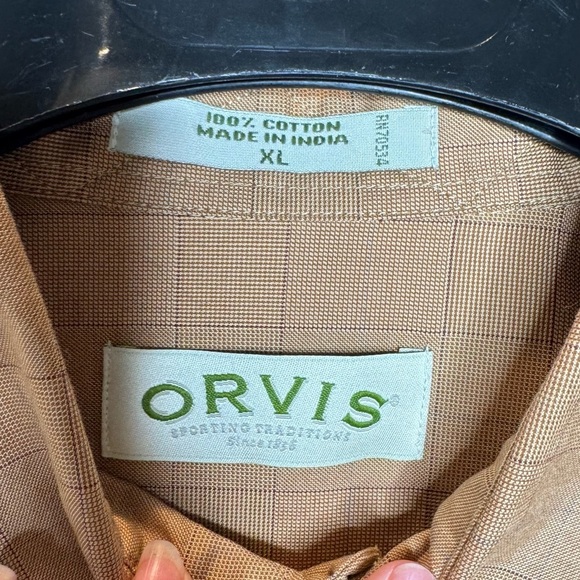 100% COTTON
MADE IN INDIA
XL
RN70534
ORVIS®
SPORTING TRADITIONS
Since 1856